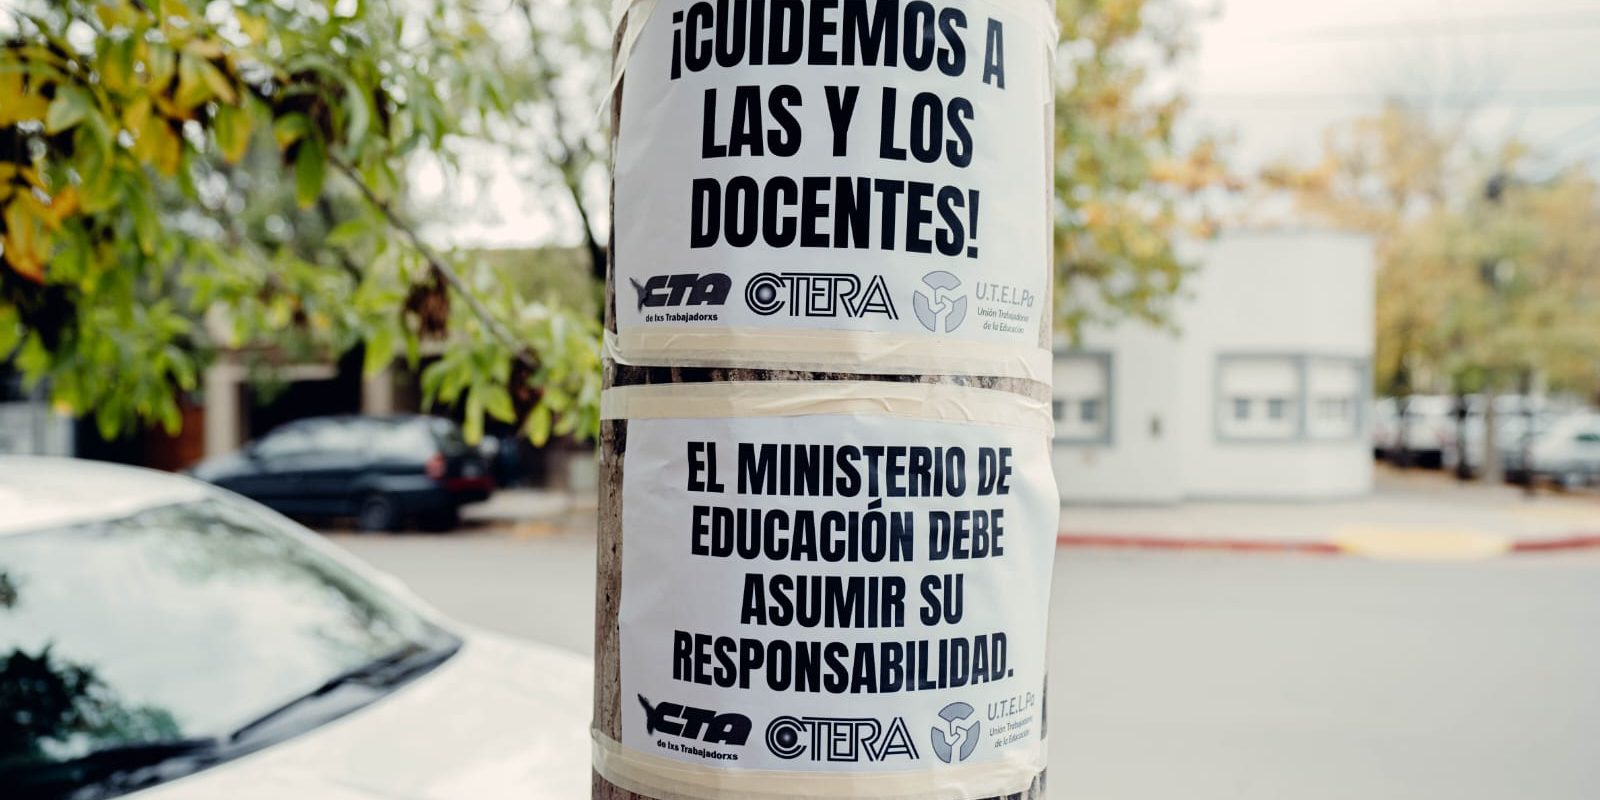 ¡CUIDEMOS A
LAS Y LOS
DOCENTES!
CTA
de lxs Trabajadorxs
CTERA
U.T.E.L.Pa
Unión Trabajadores
de la Educación
EL MINISTERIO DE
EDUCACIÓN DEBE
ASUMIR SU
RESPONSABILIDAD.
CTA
de lxs Trabajadorxs
CTERA
U.T.E.L.Pa
Unión Trabajadores
de la Educación